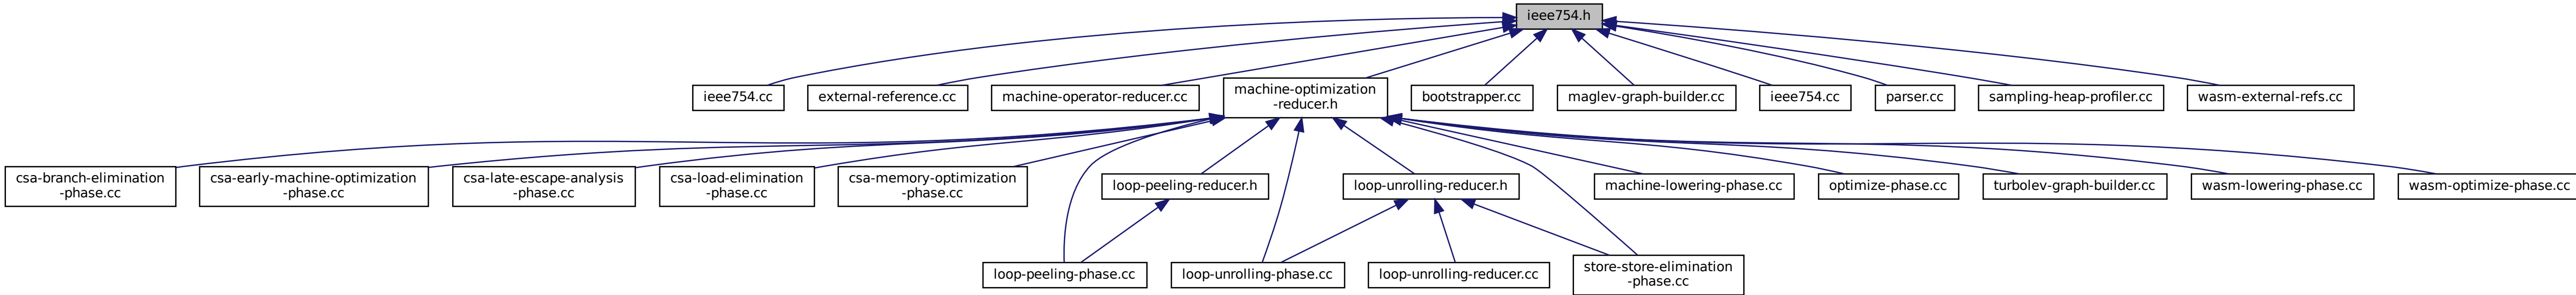 ieee754.h
ieee754.cc
external-reference.cc
machine-operator-reducer.cc
machine-optimization
-reducer.h
bootstrapper.cc
maglev-graph-builder.cc
ieee754.cc
parser.cc
sampling-heap-profiler.cc
wasm-external-refs.cc
csa-branch-elimination
-phase.cc
csa-early-machine-optimization
-phase.cc
csa-late-escape-analysis
-phase.cc
csa-load-elimination
-phase.cc
csa-memory-optimization
-phase.cc
loop-peeling-reducer.h
loop-unrolling-reducer.h
machine-lowering-phase.cc
optimize-phase.cc
turbolev-graph-builder.cc
wasm-lowering-phase.cc
wasm-optimize-phase.cc
loop-peeling-phase.cc
loop-unrolling-phase.cc
loop-unrolling-reducer.cc
store-store-elimination
-phase.cc